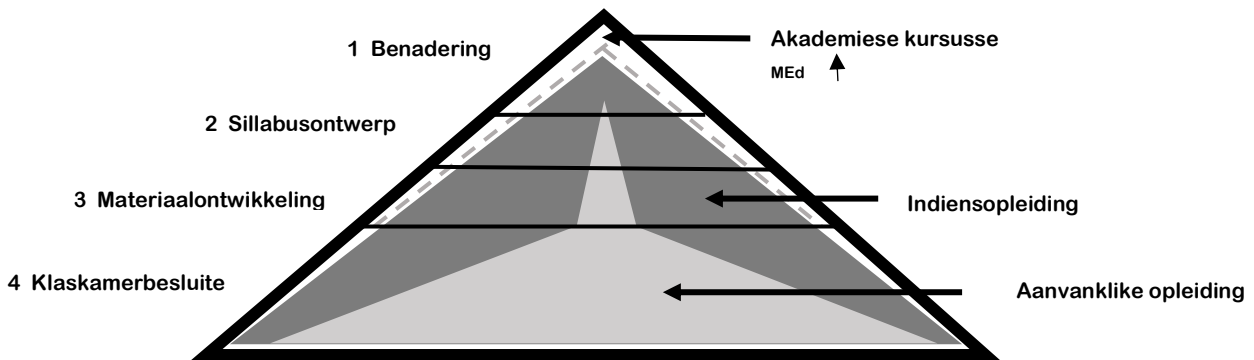 1 Benadering
Akademiese kursusse
MEd
2 Sillabusontwerp
3 Materiaalontwikkeling
Indiensopleiding
4 Klaskamerbesluite
Aanvanklike opleiding